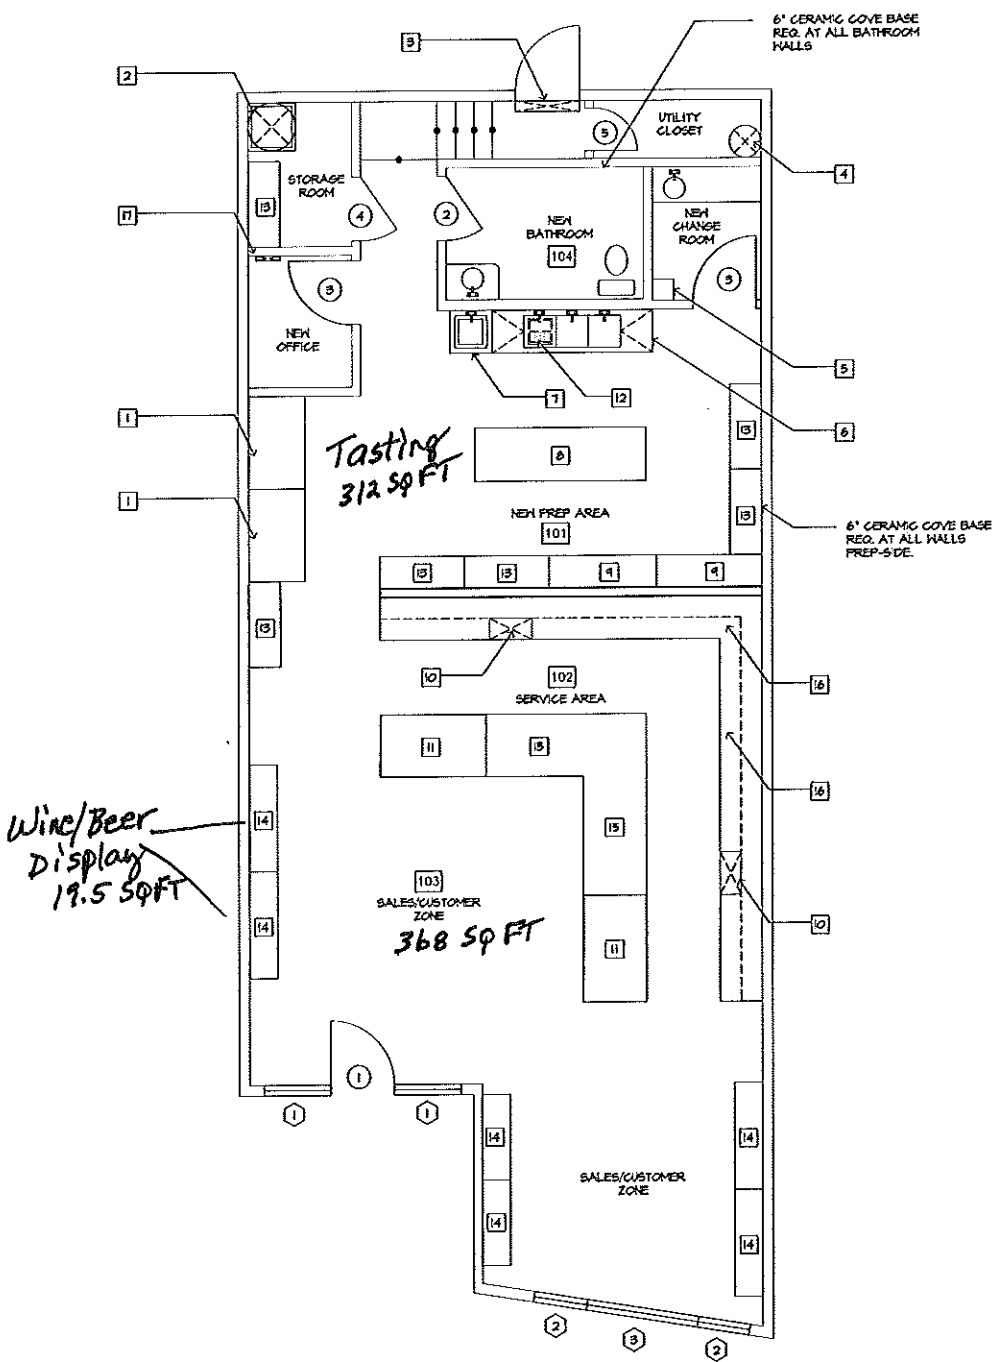 6" CERAMIC COVE BASE
REQ. AT ALL BATHROOM
WALLS
3
2
UTILITY
CLOSET
5
4
STORAGE
ROOM
13
17
4
2
NEW
BATHROOM
104
NEW
CHANGE
ROOM
3
3
NEW
OFFICE
5
7
12
6
1
1
Tasting
312 SQ FT
8
13
13
NEW PREP AREA
101
6" CERAMIC COVE BASE
REQ. AT ALL WALLS
PREP-SIDE.
13
13
9
9
13
10
102
SERVICE AREA
16
11
13
16
Wine/Beer
Display
19.5 SQ FT
14
13
103
SALES/CUSTOMER
ZONE
368 SQ FT
14
11
10
1
1
1
14
14
SALES/CUSTOMER
ZONE
14
14
2
3
2